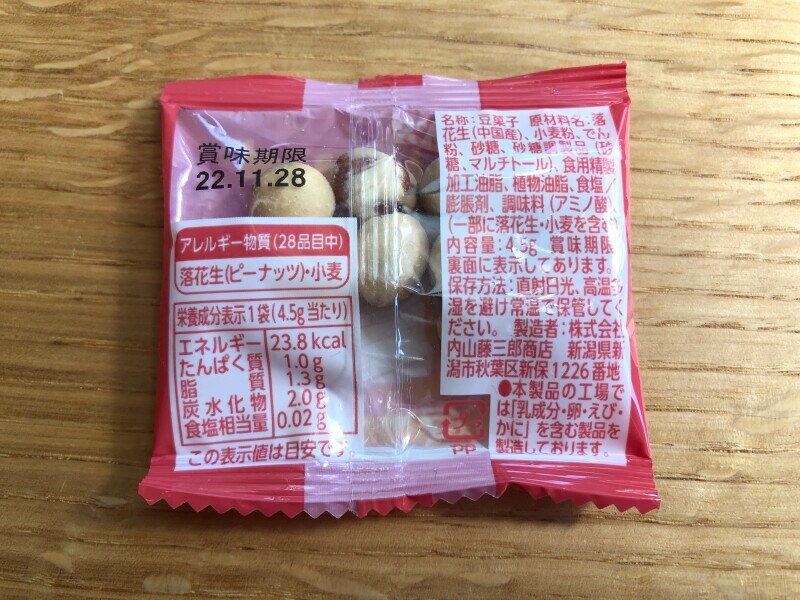 賞味期限
22.11.28
アレルギー物質(28品目中)
落花生(ピーナッツ)・小麦
栄養成分表示1袋(4.5g当たり)
エネルギー 23.8kcal
たんぱく質 1.0g
脂質 1.3g
炭水化物 2.0g
食塩相当量 0.02g
この表示値は目安です。
名称:豆菓子 原材料名:落
花生(中国産)、小麦粉、でん
粉、砂糖、砂糖調製品(砂
糖、マルチトール)、食用精製
加工油脂、植物油脂、食塩/
膨脹剤、調味料(アミノ酸)、
(一部に落花生・小麦を含む)
内容量:4.5g 賞味期限:
裏面に表示してあります。
保存方法:直射日光、高温多
湿を避け常温で保管してく
ださい。 製造者:株式会社
内山藤三郎商店 新潟県新
潟市秋葉区新保1226番地
●本製品の工場で
は「乳成分・卵・えび・
かに」を含む製品を
製造しております。
プラ
PP